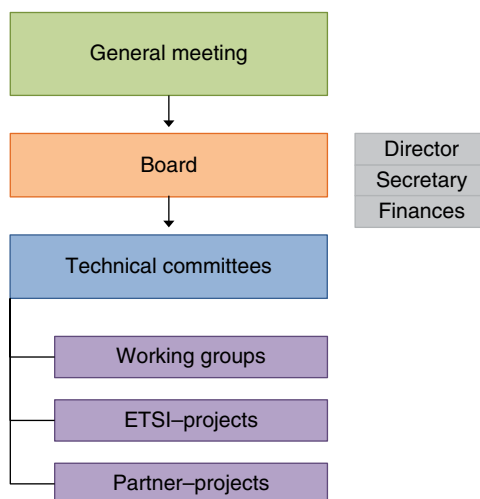 General meeting
Board
Director
Secretary
Finances
Technical committees
Working groups
ETSI–projects
Partner–projects